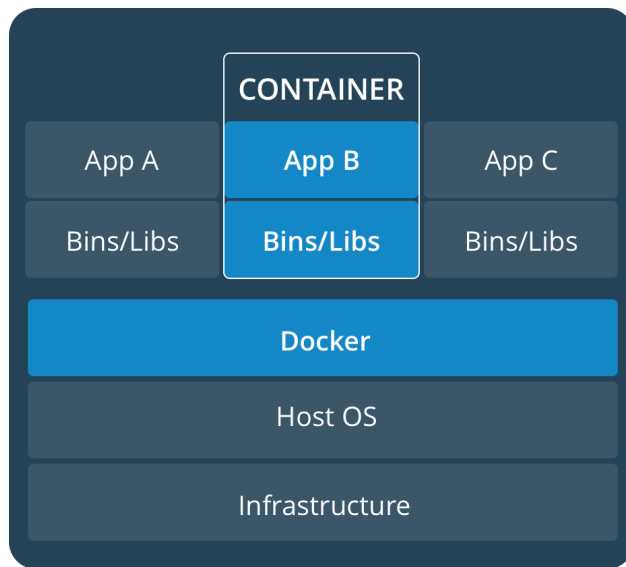 CONTAINER
App A App B App C
Bins/Libs Bins/Libs Bins/Libs
Docker
Host OS
Infrastructure